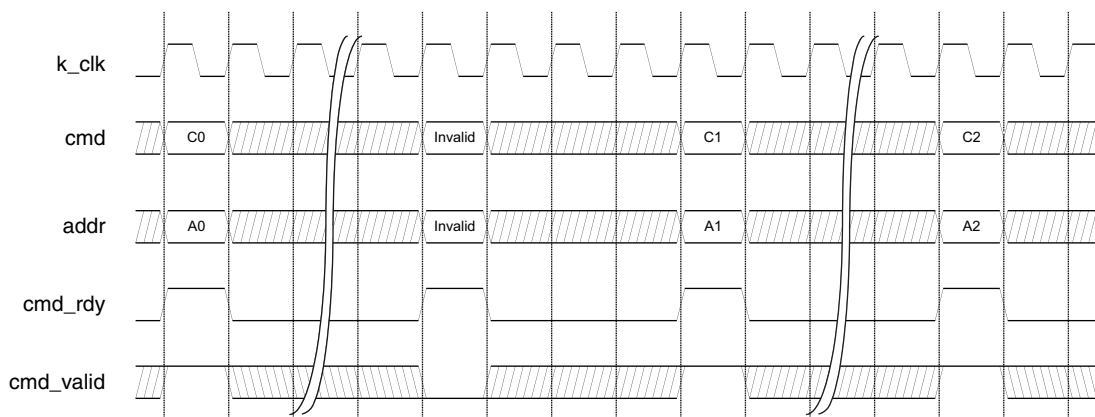 k_clk
cmd C0 Invalid C1 C2
addr A0 Invalid A1 A2
cmd_rdy
cmd_valid